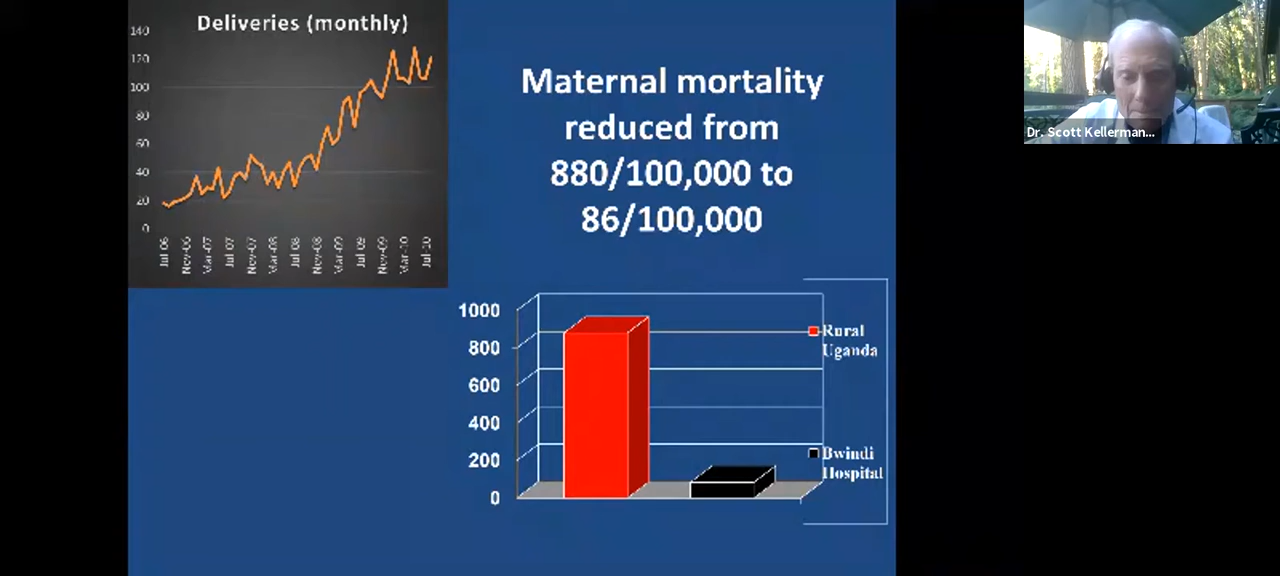 Deliveries (monthly)
140
120
100
80
60
40
20
0
Jul-06
Nov-06
Mar-07
Jul-07
Nov-07
Mar-08
Jul-08
Nov-08
Mar-09
Jul-09
Nov-09
Mar-10
Jul-10
Maternal mortality
reduced from
880/100,000 to
86/100,000
1000
800
600
400
200
0
Rural
Uganda
Bwindi
Hospital
Dr. Scott Kellerman...